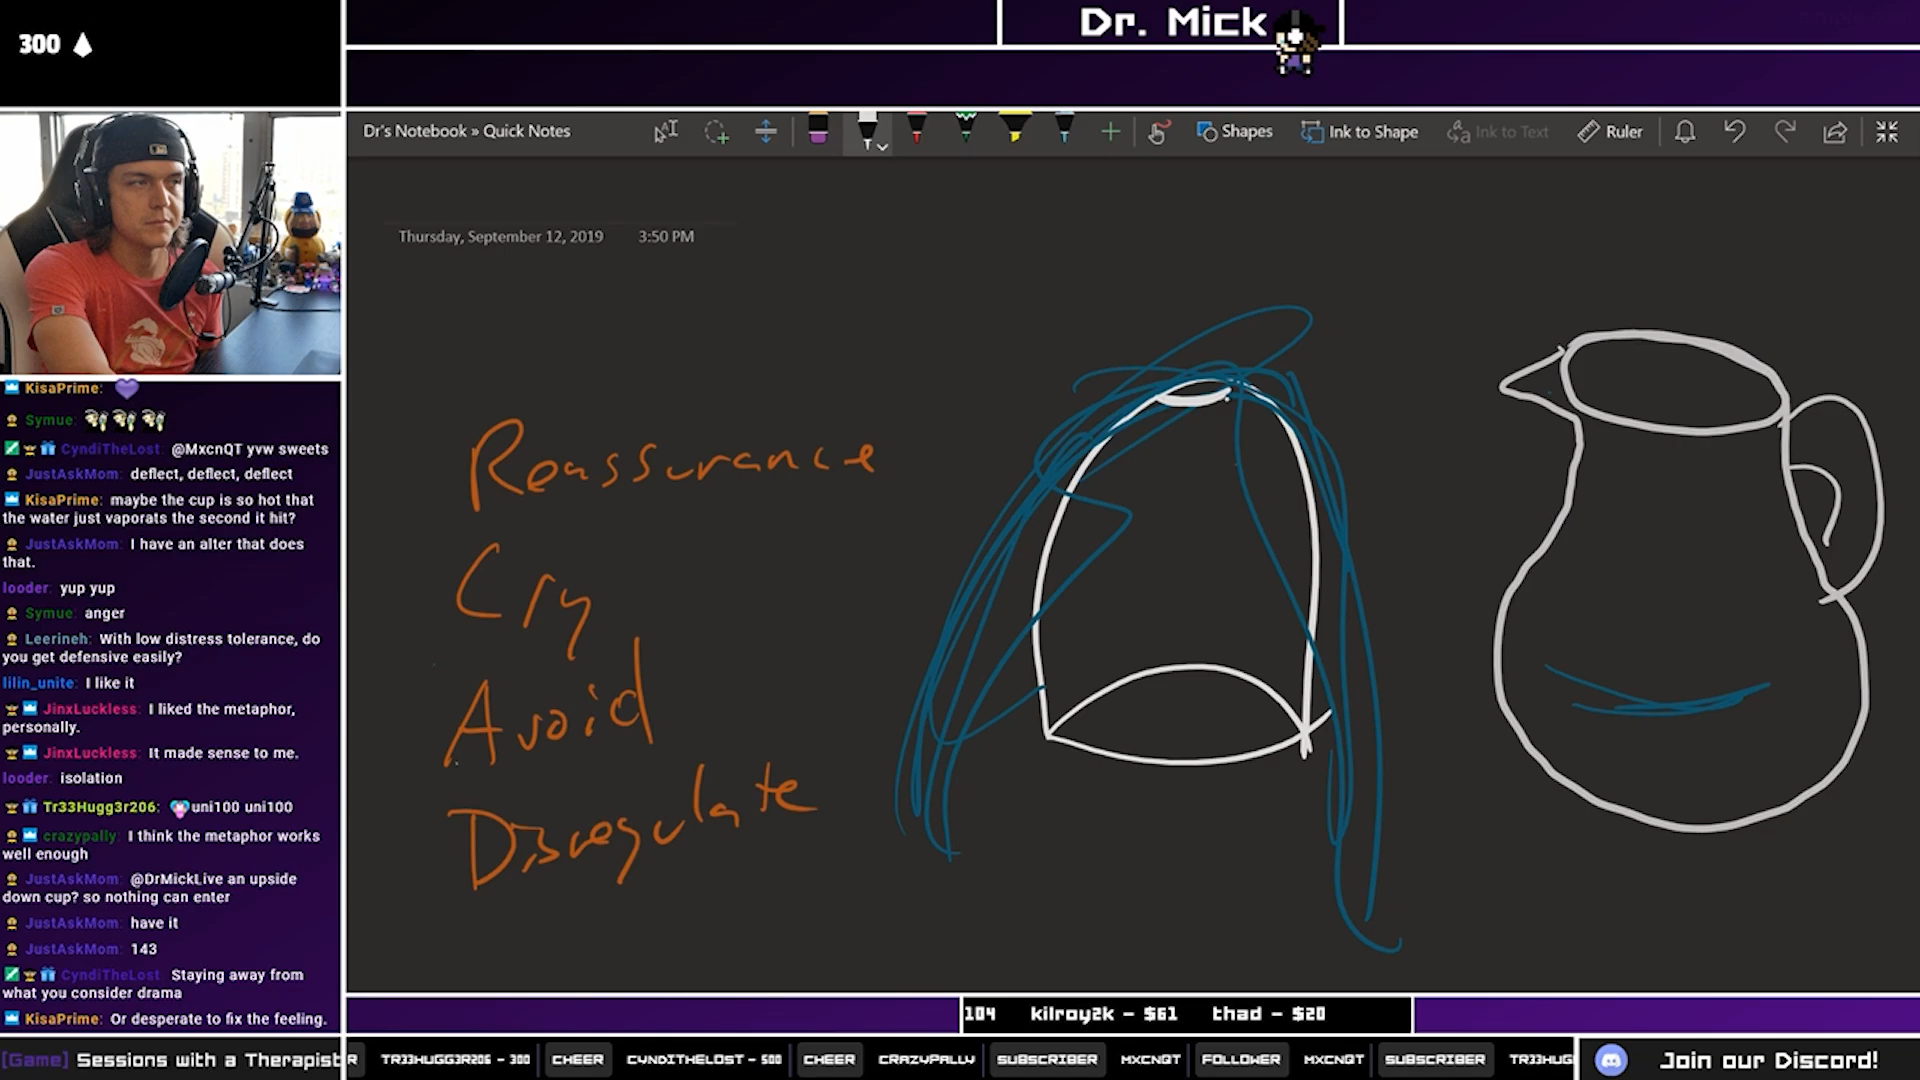 300
Dr. Mick
Dr's Notebook » Quick Notes
Shapes
Ink to Shape
Ink to Text
Ruler
Thursday, September 12, 2019 3:50 PM
Reassurance
Cry
Avoid
Disregulate
KisaPrime:
Symue:
CyndiTheLost: @MxcnQT yvw sweets
JustAskMom: deflect, deflect, deflect
KisaPrime: maybe the cup is so hot that
the water just vaporats the second it hit?
JustAskMom: I have an alter that does
that.
looder: yup yup
Symue: anger
Leerineh: With low distress tolerance, do
you get defensive easily?
lilin_unite: I like it
JinxLuckless: I liked the metaphor,
personally.
JinxLuckless: It made sense to me.
looder: isolation
Tr33Hugg3r206: uni100 uni100
crazypally: I think the metaphor works
well enough
JustAskMom: @DrMickLive an upside
down cup? so nothing can enter
JustAskMom: have it
JustAskMom: 143
CyndiTheLost: Staying away from
what you consider drama
KisaPrime: Or desperate to fix the feeling.
104 kilroy2k – $61 thad – $20
[Game] Sessions with a Therapist
R TR33HUGG3R206 - 300 CHEER CYNDITHELOST - 500 CHEER CRAZYPALLY SUBSCRIBER MXCNQT FOLLOWER MXCNQT SUBSCRIBER TR33HUG
Join our Discord!